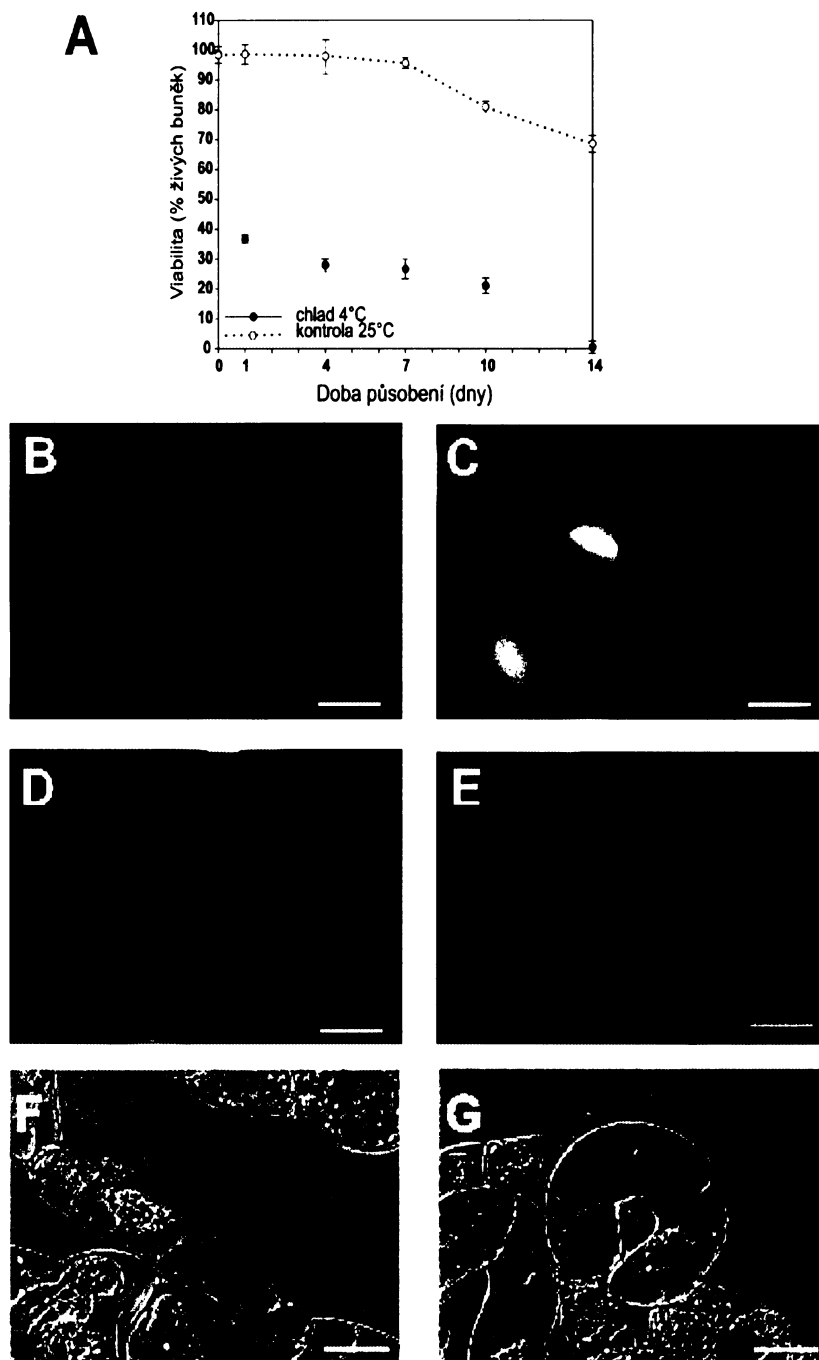 A
110
100
90
80
70
60
50
40
30
20
10
0
Viabilita (% živých buněk)
chlad 4°C
kontrola 25°C
0 1 4 7 10 14
Doba působení (dny)
B
C
D
E
F
G